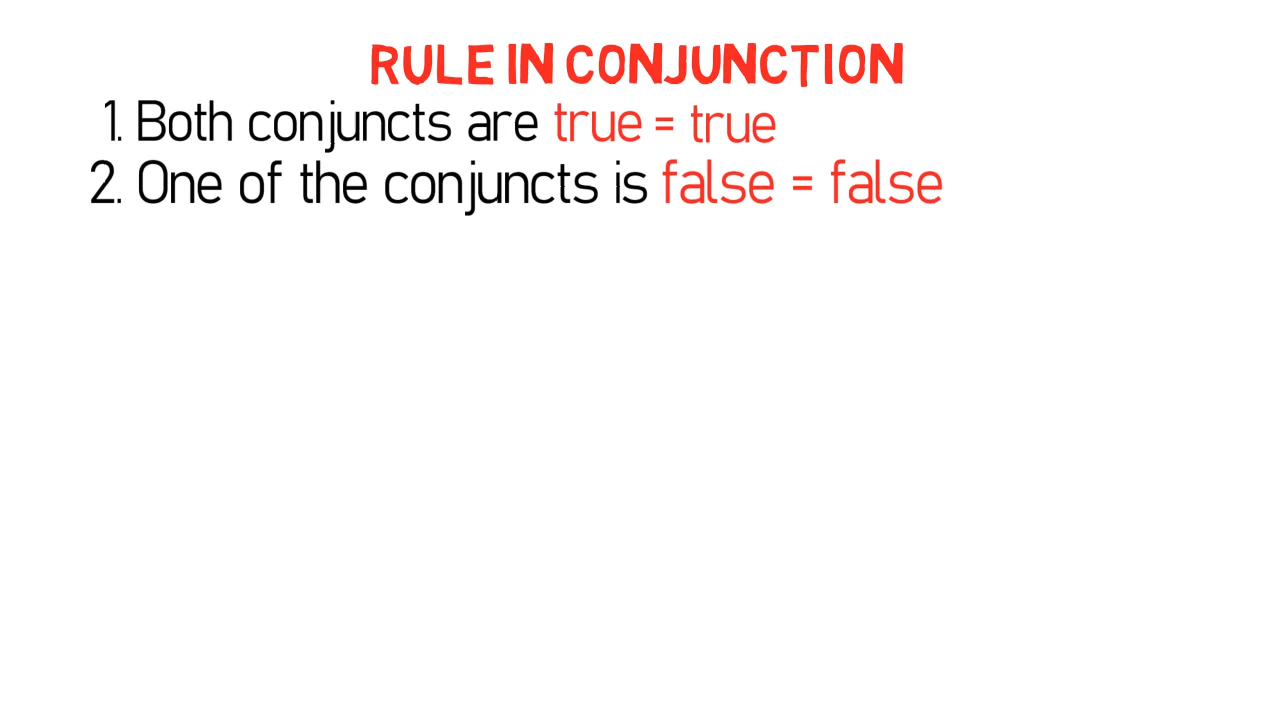 RULE IN CONJUNCTION
1. Both conjuncts are true = true
2. One of the conjuncts is false = false